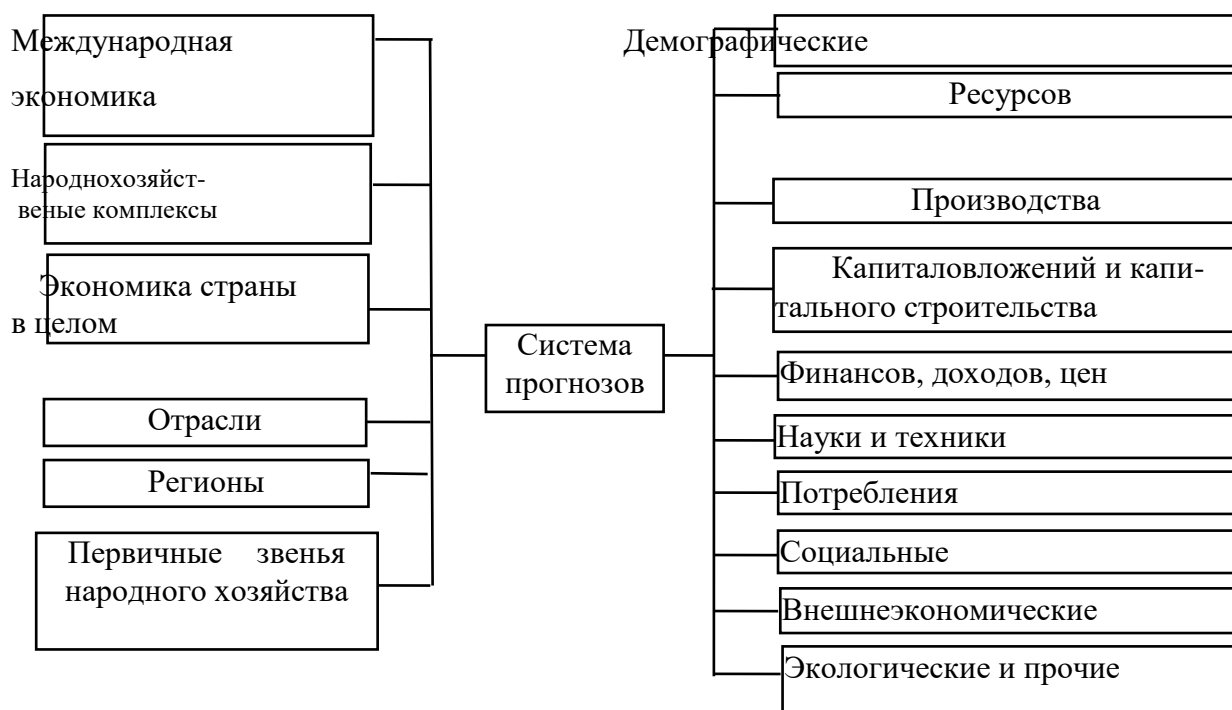 Международная
экономика
Народнохозяйст-
веные комплексы
Экономика страны
в целом
Отрасли
Регионы
Первичные звенья
народного хозяйства
Система
прогнозов
Демографические
Ресурсов
Производства
Капиталовложений и капи-
тального строительства
Финансов, доходов, цен
Науки и техники
Потребления
Социальные
Внешнеэкономические
Экологические и прочие